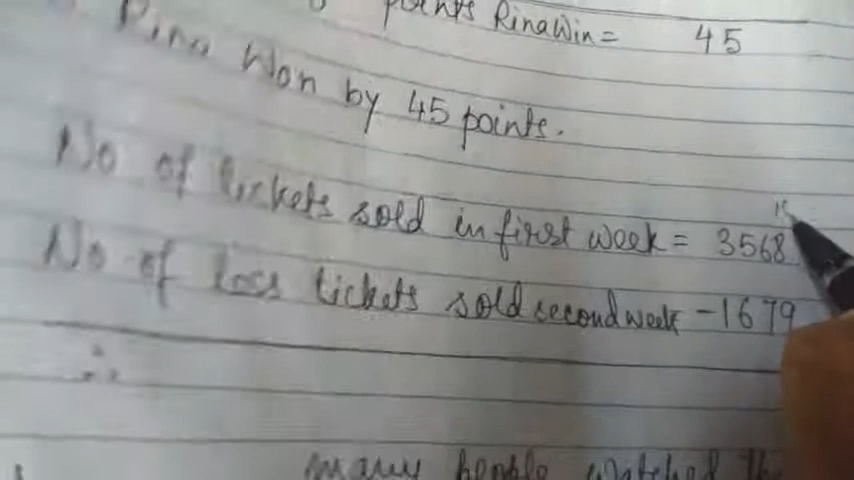 points Rina Win = 45
Rina Won by 45 points.
No of tickets sold in first week = 3568
No of less tickets sold second week - 1679
∴
many people watched